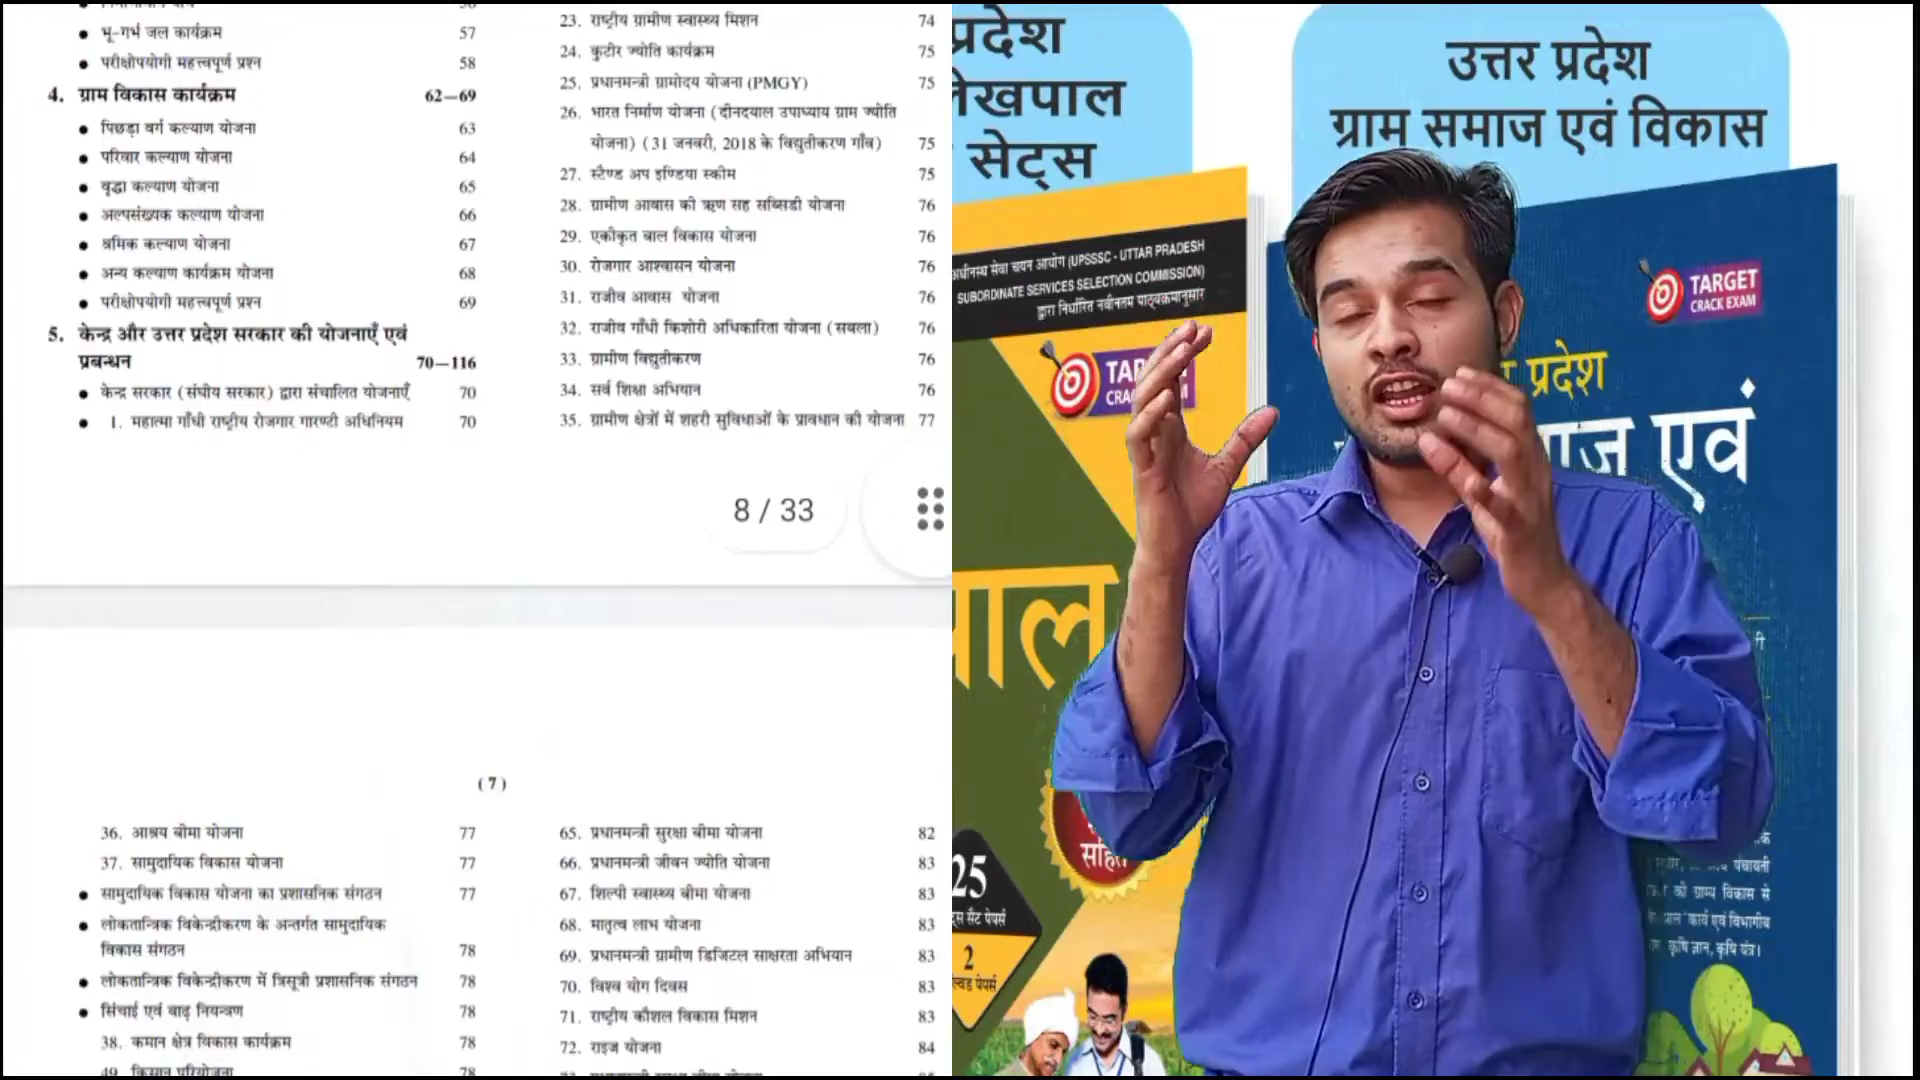 भू-गर्भ जल कार्यक्रम 57
परीक्षोपयोगी महत्त्वपूर्ण प्रश्न 58
4. ग्राम विकास कार्यक्रम 62–69
पिछड़ा वर्ग कल्याण योजना 63
परिवार कल्याण योजना 64
वृद्धा कल्याण योजना 65
अल्पसंख्यक कल्याण योजना 66
श्रमिक कल्याण योजना 67
अन्य कल्याण कार्यक्रम योजना 68
परीक्षोपयोगी महत्त्वपूर्ण प्रश्न 69
5. केन्द्र और उत्तर प्रदेश सरकार की योजनाएँ एवं
प्रबन्धन 70–116
केन्द्र सरकार (संघीय सरकार) द्वारा संचालित योजनाएँ 70
1. महात्मा गाँधी राष्ट्रीय रोजगार गारण्टी अधिनियम 70
23. राष्ट्रीय ग्रामीण स्वास्थ्य मिशन 74
24. कुटीर ज्योति कार्यक्रम 75
25. प्रधानमन्त्री ग्रामोदय योजना (PMGY) 75
26. भारत निर्माण योजना (दीनदयाल उपाध्याय ग्राम ज्योति
योजना) (31 जनवरी, 2018 के विद्युतीकरण गाँव) 75
27. स्टैण्ड अप इण्डिया स्कीम 75
28. ग्रामीण आवास की ऋण सह सब्सिडी योजना 76
29. एकीकृत बाल विकास योजना 76
30. रोजगार आश्वासन योजना 76
31. राजीव आवास योजना 76
32. राजीव गाँधी किशोरी अधिकारिता योजना (सबला) 76
33. ग्रामीण विद्युतीकरण 76
34. सर्व शिक्षा अभियान 76
35. ग्रामीण क्षेत्रों में शहरी सुविधाओं के प्रावधान की योजना 77
8 / 33
(7)
36. आश्रय बीमा योजना 77
37. सामुदायिक विकास योजना 77
सामुदायिक विकास योजना का प्रशासनिक संगठन 77
लोकतान्त्रिक विकेन्द्रीकरण के अन्तर्गत सामुदायिक
विकास संगठन 78
लोकतान्त्रिक विकेन्द्रीकरण में त्रिसूत्री प्रशासनिक संगठन 78
सिंचाई एवं बाढ़ नियन्त्रण 78
38. कमान क्षेत्र विकास कार्यक्रम 78
49. किसान परियोजना 78
65. प्रधानमन्त्री सुरक्षा बीमा योजना 82
66. प्रधानमन्त्री जीवन ज्योति योजना 83
67. शिल्पी स्वास्थ्य बीमा योजना 83
68. मातृत्व लाभ योजना 83
69. प्रधानमन्त्री ग्रामीण डिजिटल साक्षरता अभियान 83
70. विश्व योग दिवस 83
71. राष्ट्रीय कौशल विकास मिशन 83
72. राइज योजना 84
प्रदेश
लेखपाल
सेट्स
उत्तर प्रदेश
ग्राम समाज एवं विकास
अधीनस्थ सेवा चयन आयोग (UPSSSC - UTTAR PRADESH
SUBORDINATE SERVICES SELECTION COMMISSION)
द्वारा निर्धारित नवीनतम पाठ्यक्रमानुसार
TARGET
CRACK EXAM
प्रदेश
एवं
पाल
सहित
25
सैट पेपर्स
2
पेपर्स
पंचायती
की ग्राम्य विकास से
कार्य एवं विभागीय
कृषि ज्ञान, कृषि यंत्र।